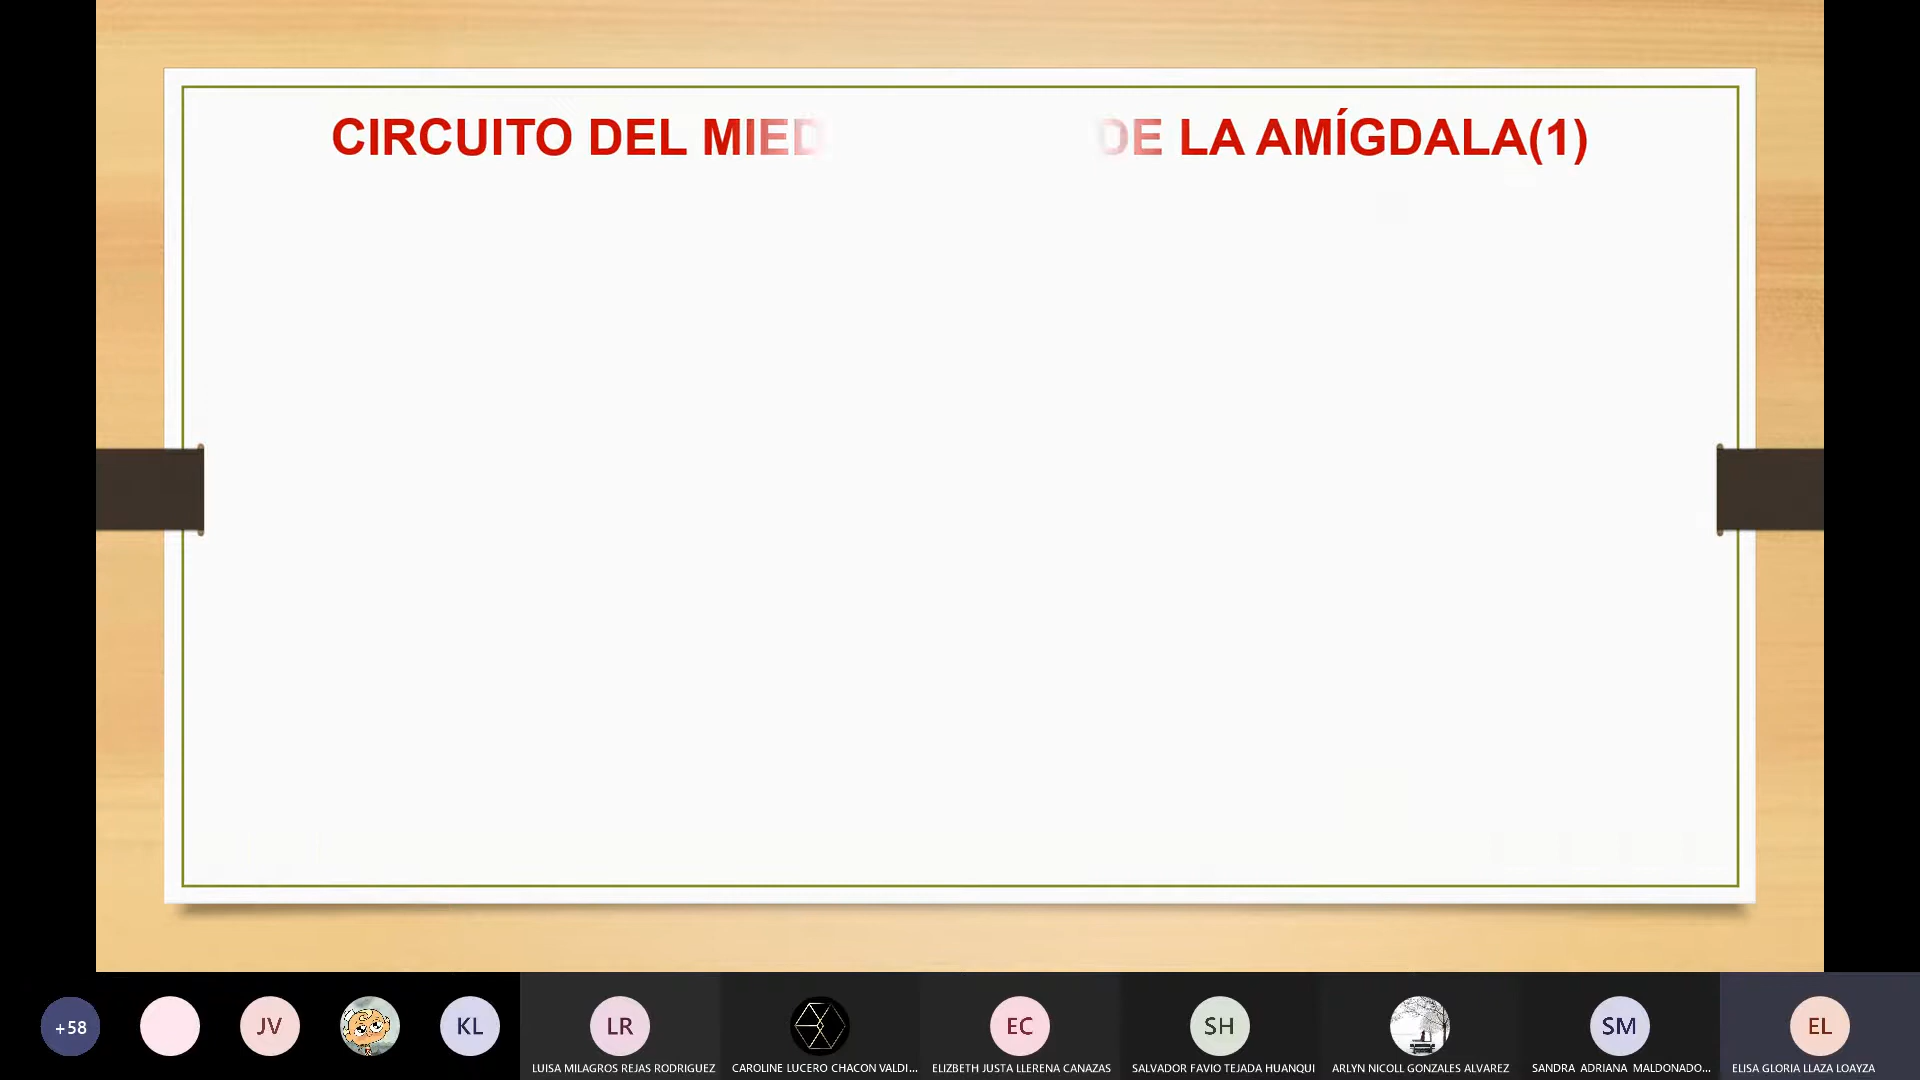 CIRCUITO DEL MIED DE LA AMÍGDALA(1)
+58
JV
KL
LR
EC
SH
SM
EL
LUISA MILAGROS REJAS RODRIGUEZ
CAROLINE LUCERO CHACON VALDI...
ELIZBETH JUSTA LLERENA CANAZAS
SALVADOR FAVIO TEJADA HUANQUI
ARLYN NICOLL GONZALES ALVAREZ
SANDRA ADRIANA MALDONADO...
ELISA GLORIA LLAZA LOAYZA